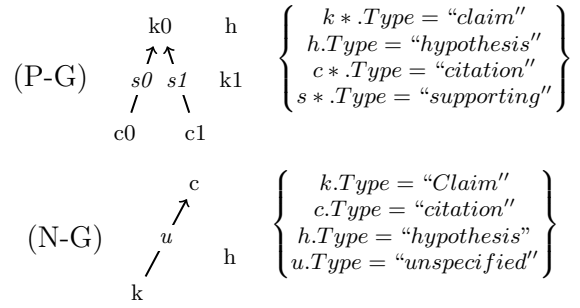 k0 h
k∗.Type = “claim″
h.Type = “hypothesis″
(P-G) s0 s1 k1
c∗.Type = “citation″
s∗.Type = “supporting″
c0 c1
c
k.Type = “Claim″
c.Type = “citation″
(N-G) u h
h.Type = “hypothesis”
u.Type = “unspecified″
k